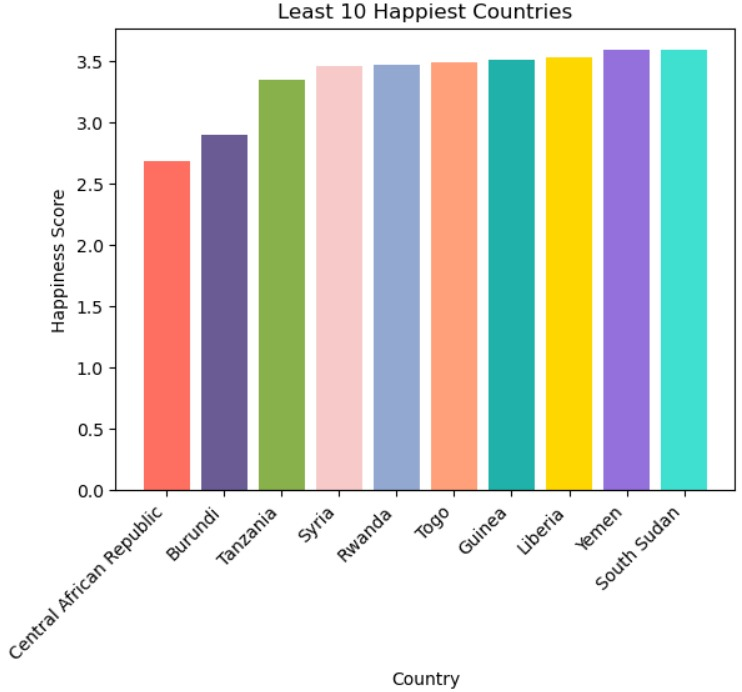 Least 10 Happiest Countries
Happiness Score
3.5
3.0
2.5
2.0
1.5
1.0
0.5
0.0
Central African Republic
Burundi
Tanzania
Syria
Rwanda
Togo
Guinea
Liberia
Yemen
South Sudan
Country